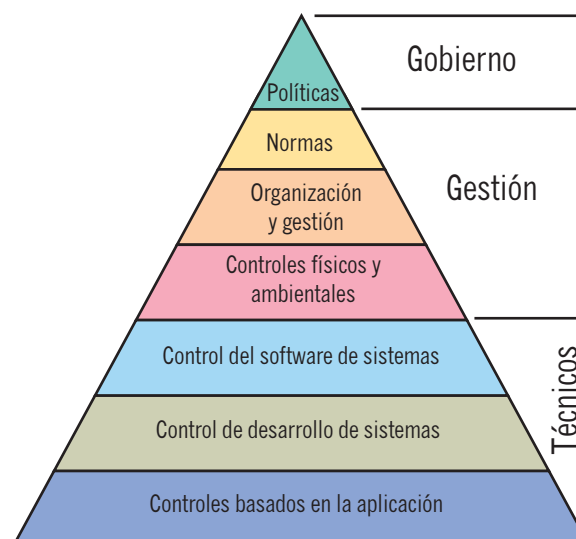 Políticas
Normas
Organización
y gestión
Controles físicos y
ambientales
Control del software de sistemas
Control de desarrollo de sistemas
Controles basados en la aplicación
Gobierno
Gestión
Técnicos